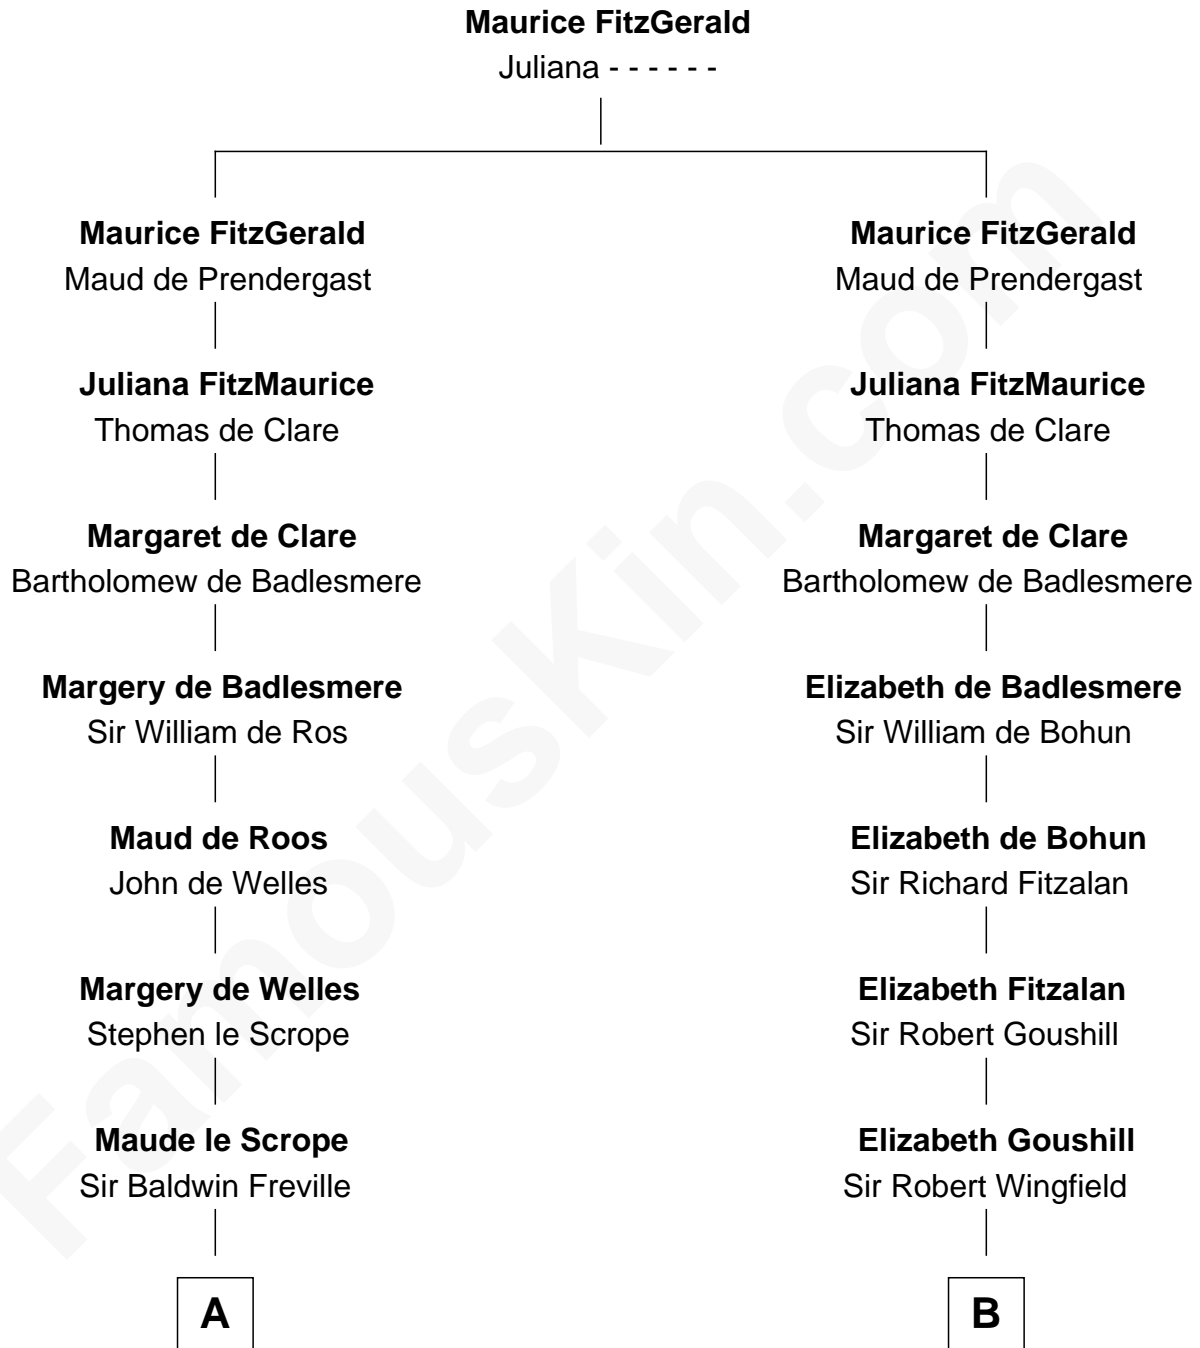 Maurice FitzGerald
Juliana - - - - - -
Maurice FitzGerald
Maud de Prendergast
Juliana FitzMaurice
Thomas de Clare
Margaret de Clare
Bartholomew de Badlesmere
Margery de Badlesmere
Sir William de Ros
Maud de Roos
John de Welles
Margery de Welles
Stephen le Scrope
Maude le Scrope
Sir Baldwin Freville
A
Maurice FitzGerald
Maud de Prendergast
Juliana FitzMaurice
Thomas de Clare
Margaret de Clare
Bartholomew de Badlesmere
Elizabeth de Badlesmere
Sir William de Bohun
Elizabeth de Bohun
Sir Richard Fitzalan
Elizabeth Fitzalan
Sir Robert Goushill
Elizabeth Goushill
Sir Robert Wingfield
B
FamousKin.com